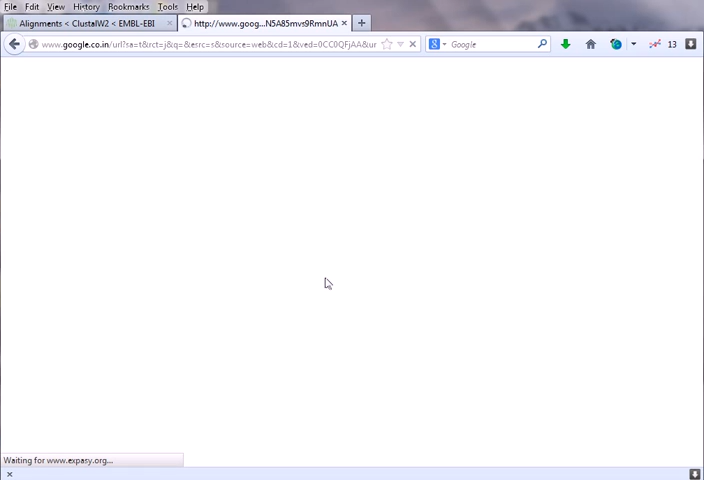 File Edit View History Bookmarks Tools Help
Alignments < ClustalW2 < EMBL-EBI × http://www.goog...N5A85mvs9RmnUA × +
www.google.co.in/url?sa=t&rct=j&q=&esrc=s&source=web&cd=1&ved=0CC0QFjAA&ur Google 13
Waiting for www.expasy.org...